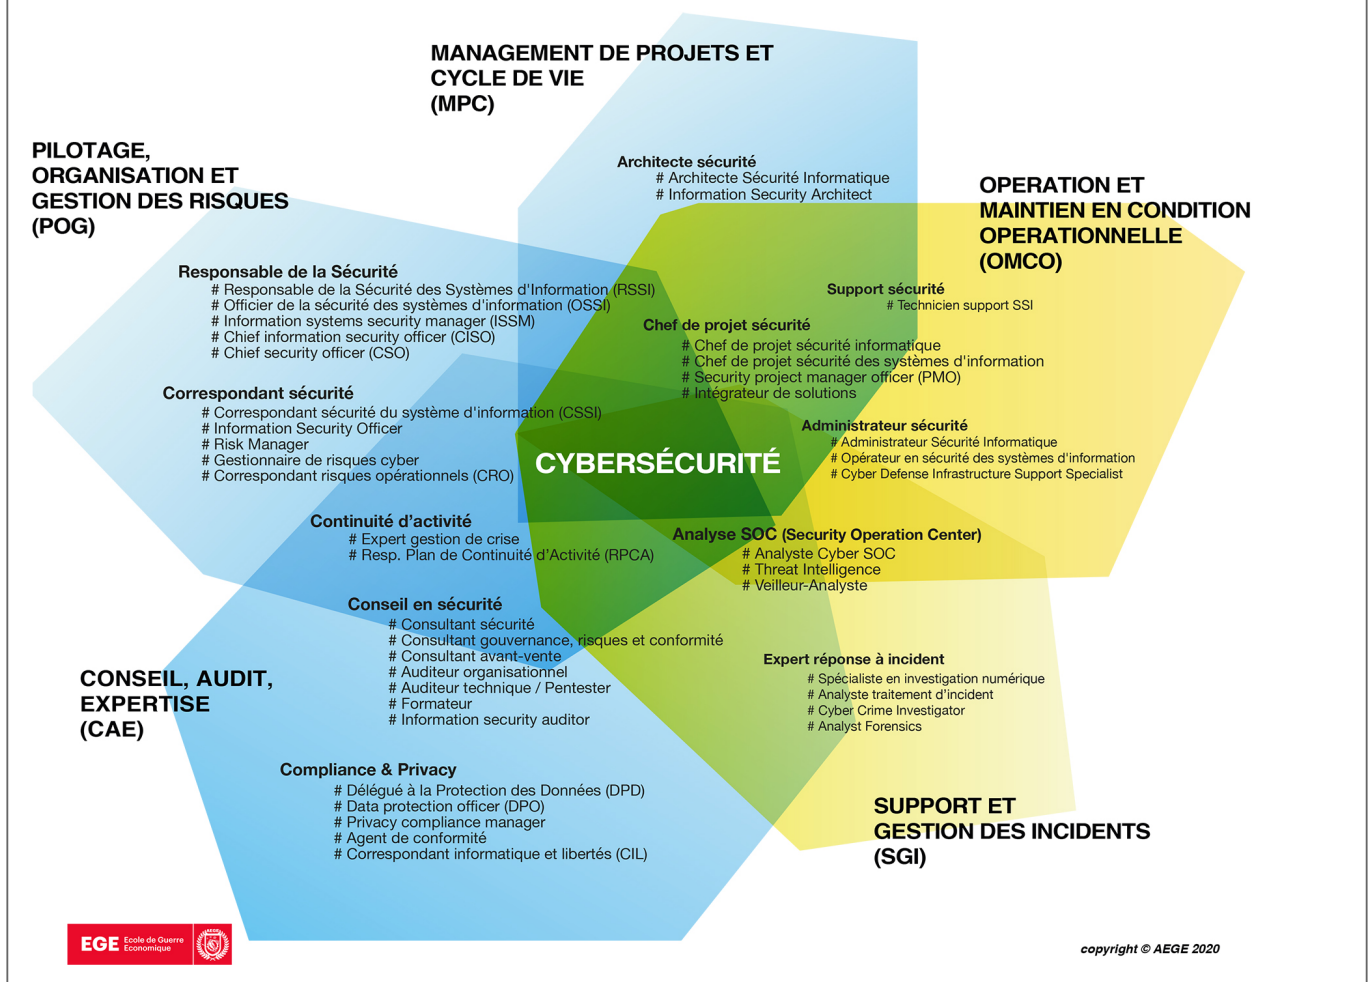 MANAGEMENT DE PROJETS ET
CYCLE DE VIE
(MPC)
PILOTAGE,
ORGANISATION ET
GESTION DES RISQUES
(POG)
Architecte sécurité
# Architecte Sécurité Informatique
# Information Security Architect
OPERATION ET
MAINTIEN EN CONDITION
OPERATIONNELLE
(OMCO)
Responsable de la Sécurité
# Responsable de la Sécurité des Systèmes d'Information (RSSI)
# Officier de la sécurité des systèmes d'information (OSSI)
# Information systems security manager (ISSM)
# Chief information security officer (CISO)
# Chief security officer (CSO)
Support sécurité
# Technicien support SSI
Chef de projet sécurité
# Chef de projet sécurité informatique
# Chef de projet sécurité des systèmes d'information
# Security project manager officer (PMO)
# Intégrateur de solutions
Correspondant sécurité
# Correspondant sécurité du système d'information (CSSI)
# Information Security Officer
# Risk Manager
# Gestionnaire de risques cyber
# Correspondant risques opérationnels (CRO)
Administrateur sécurité
# Administrateur Sécurité Informatique
# Opérateur en sécurité des systèmes d'information
# Cyber Defense Infrastructure Support Specialist
CYBERSÉCURITÉ
Continuité d'activité
# Expert gestion de crise
# Resp. Plan de Continuité d'Activité (RPCA)
Analyse SOC (Security Operation Center)
# Analyste Cyber SOC
# Threat Intelligence
# Veilleur-Analyste
Conseil en sécurité
# Consultant sécurité
# Consultant gouvernance, risques et conformité
# Consultant avant-vente
# Auditeur organisationnel
# Auditeur technique / Pentester
# Formateur
# Information security auditor
Expert réponse à incident
# Spécialiste en investigation numérique
# Analyste traitement d'incident
# Cyber Crime Investigator
# Analyst Forensics
CONSEIL, AUDIT,
EXPERTISE
(CAE)
Compliance & Privacy
# Délégué à la Protection des Données (DPD)
# Data protection officer (DPO)
# Privacy compliance manager
# Agent de conformité
# Correspondant informatique et libertés (CIL)
SUPPORT ET
GESTION DES INCIDENTS
(SGI)
EGE Ecole de Guerre
Economique
copyright © AEGE 2020